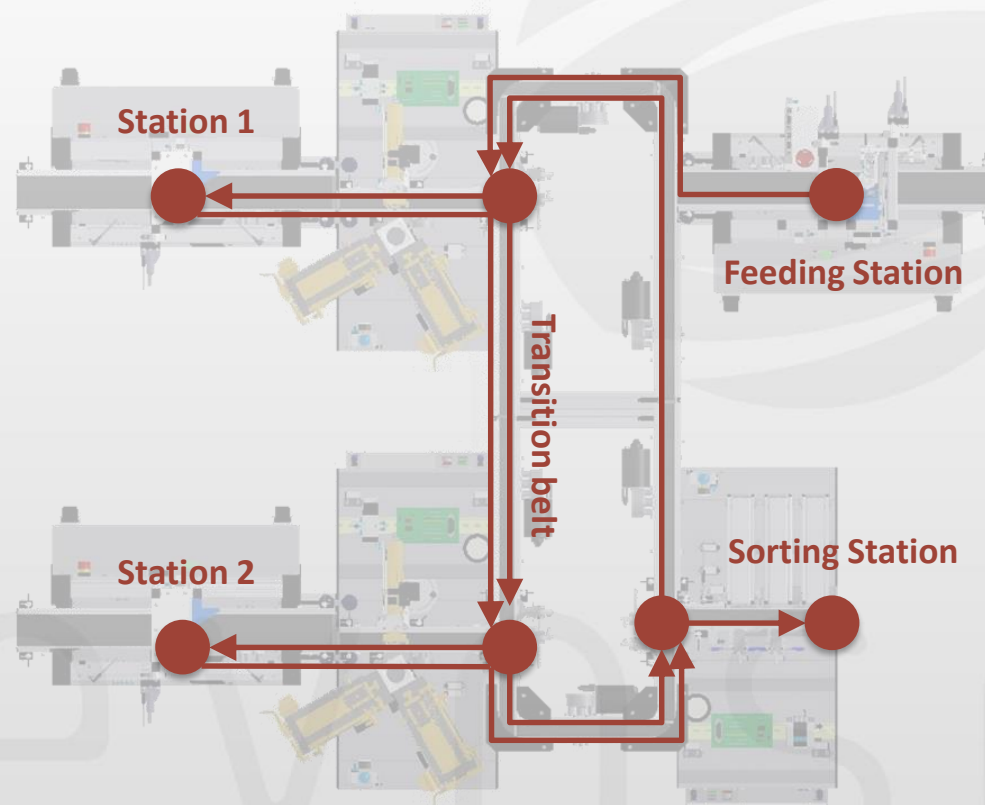 Station 1
Feeding Station
Transition belt
Sorting Station
Station 2